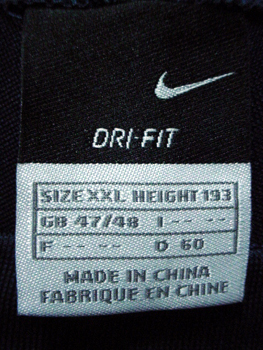 DRI-FIT
SIZE XXL HEIGHT 193
GB 47/48 I -- --
F -- -- D 60
MADE IN CHINA
FABRIQUE EN CHINE